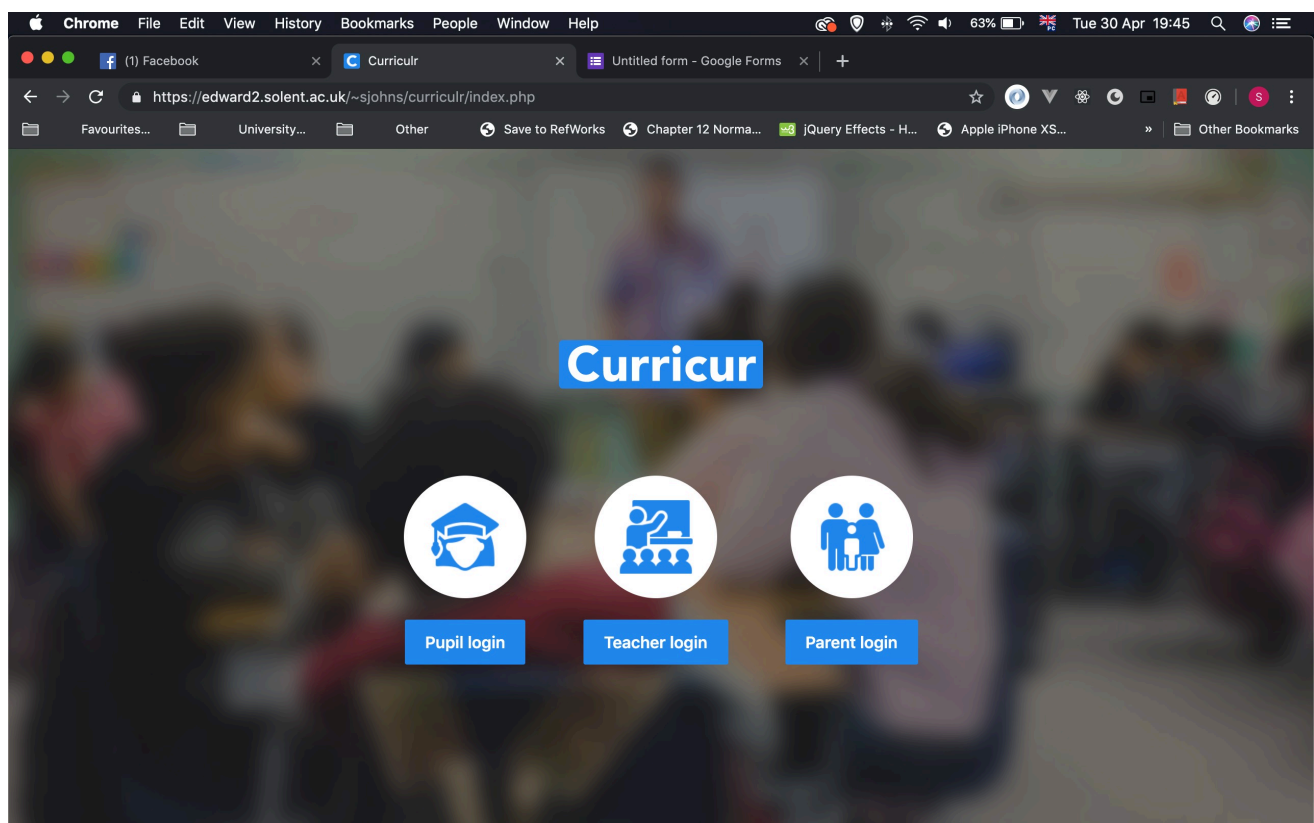 Chrome File Edit View History Bookmarks People Window Help 63% PC Tue 30 Apr 19:45
(1) Facebook Curriculr Untitled form - Google Forms
https://edward2.solent.ac.uk/~sjohns/curriculr/index.php S
Favourites... University... Other Save to RefWorks Chapter 12 Norma... jQuery Effects - H... Apple iPhone XS... » Other Bookmarks
Curricur
Pupil login Teacher login Parent login